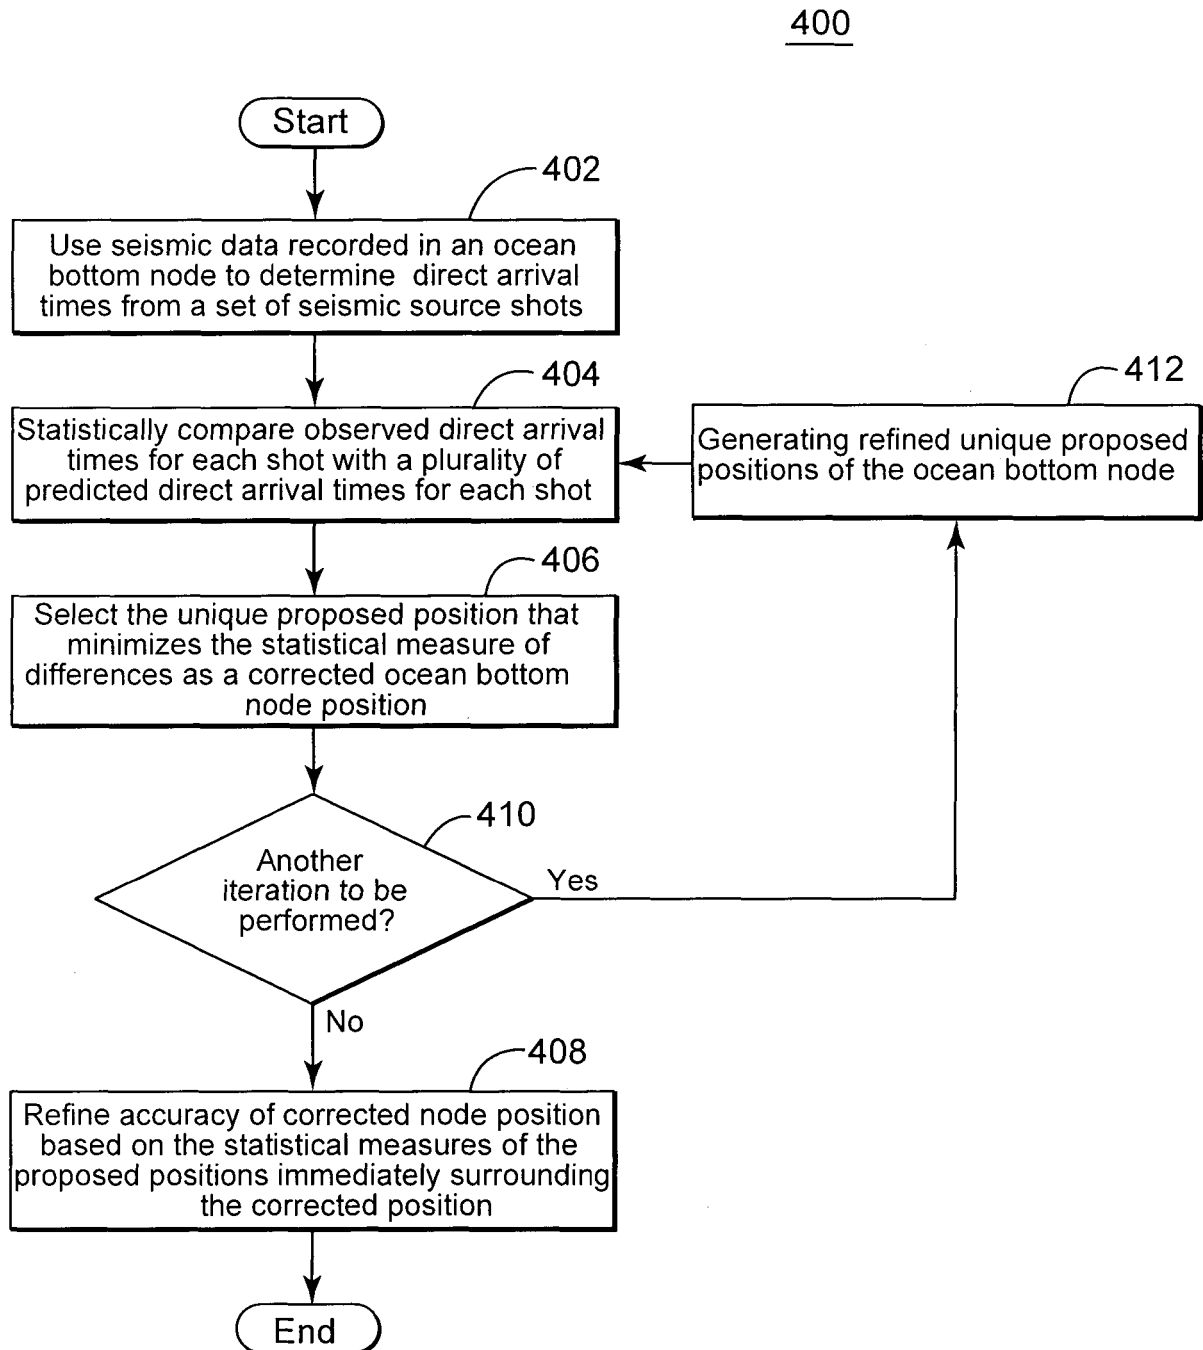 400
Start
402
Use seismic data recorded in an ocean
bottom node to determine direct arrival
times from a set of seismic source shots
404
Statistically compare observed direct arrival
times for each shot with a plurality of
predicted direct arrival times for each shot
412
Generating refined unique proposed
positions of the ocean bottom node
406
Select the unique proposed position that
minimizes the statistical measure of
differences as a corrected ocean bottom
node position
410
Another
iteration to be
performed?
Yes
No
408
Refine accuracy of corrected node position
based on the statistical measures of the
proposed positions immediately surrounding
the corrected position
End